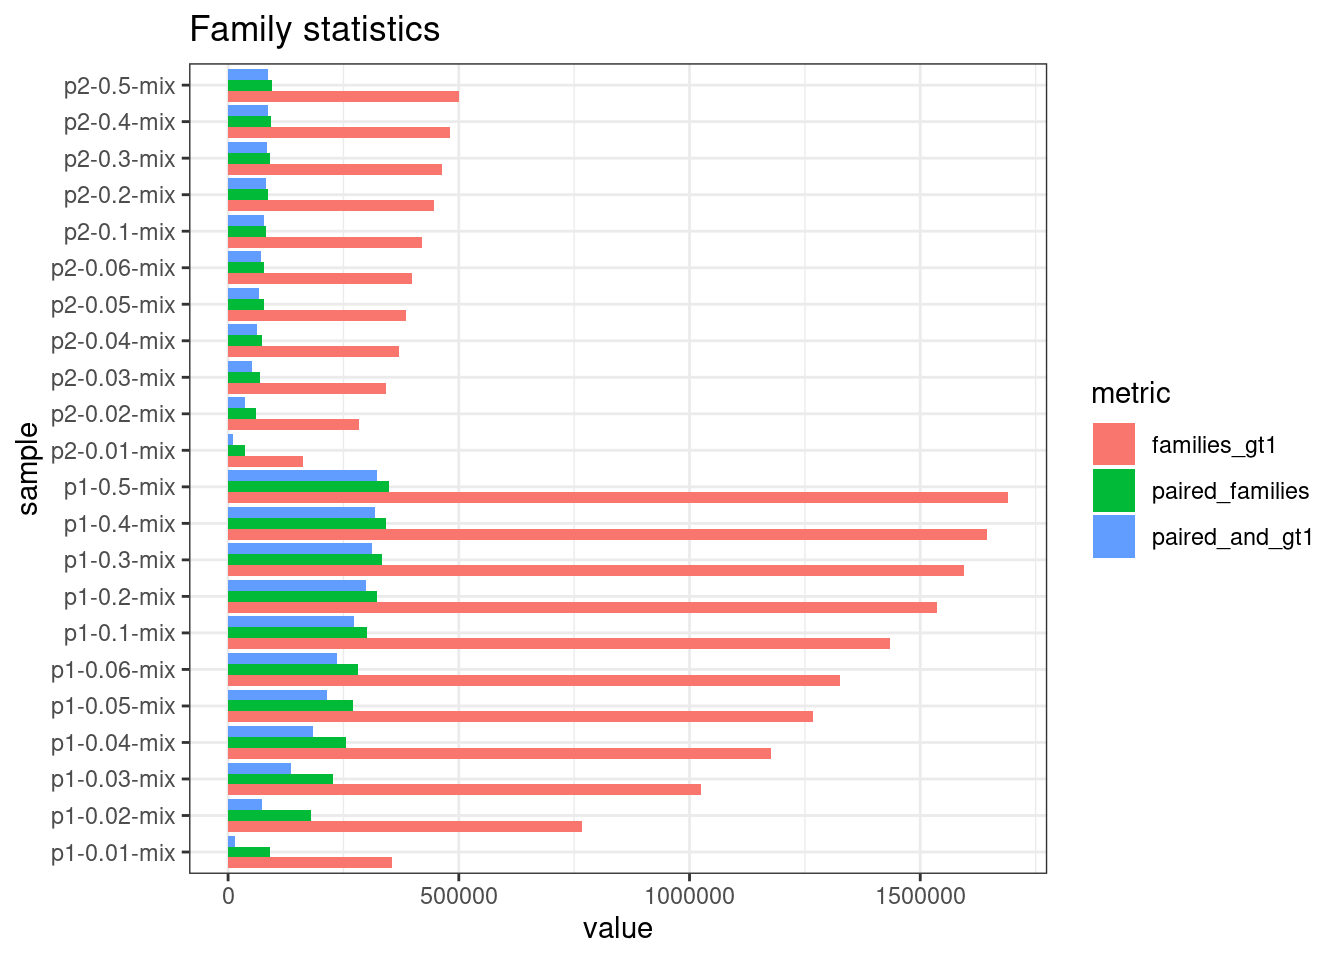 Family statistics
p2-0.5-mix
p2-0.4-mix
p2-0.3-mix
p2-0.2-mix
p2-0.1-mix
p2-0.06-mix
p2-0.05-mix
p2-0.04-mix
p2-0.03-mix
p2-0.02-mix
p2-0.01-mix
p1-0.5-mix
p1-0.4-mix
p1-0.3-mix
p1-0.2-mix
p1-0.1-mix
p1-0.06-mix
p1-0.05-mix
p1-0.04-mix
p1-0.03-mix
p1-0.02-mix
p1-0.01-mix
sample
0 500000 1000000 1500000
value
metric
families_gt1
paired_families
paired_and_gt1